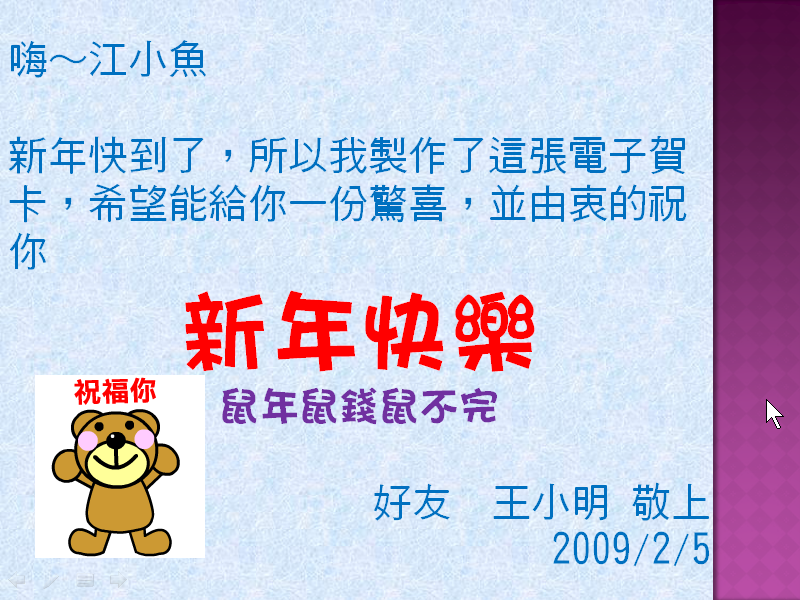 嗨～江小魚
新年快到了，所以我製作了這張電子賀
卡，希望能給你一份驚喜，並由衷的祝
你
新年快樂
鼠年鼠錢鼠不完
祝福你
好友　王小明 敬上
2009/2/5